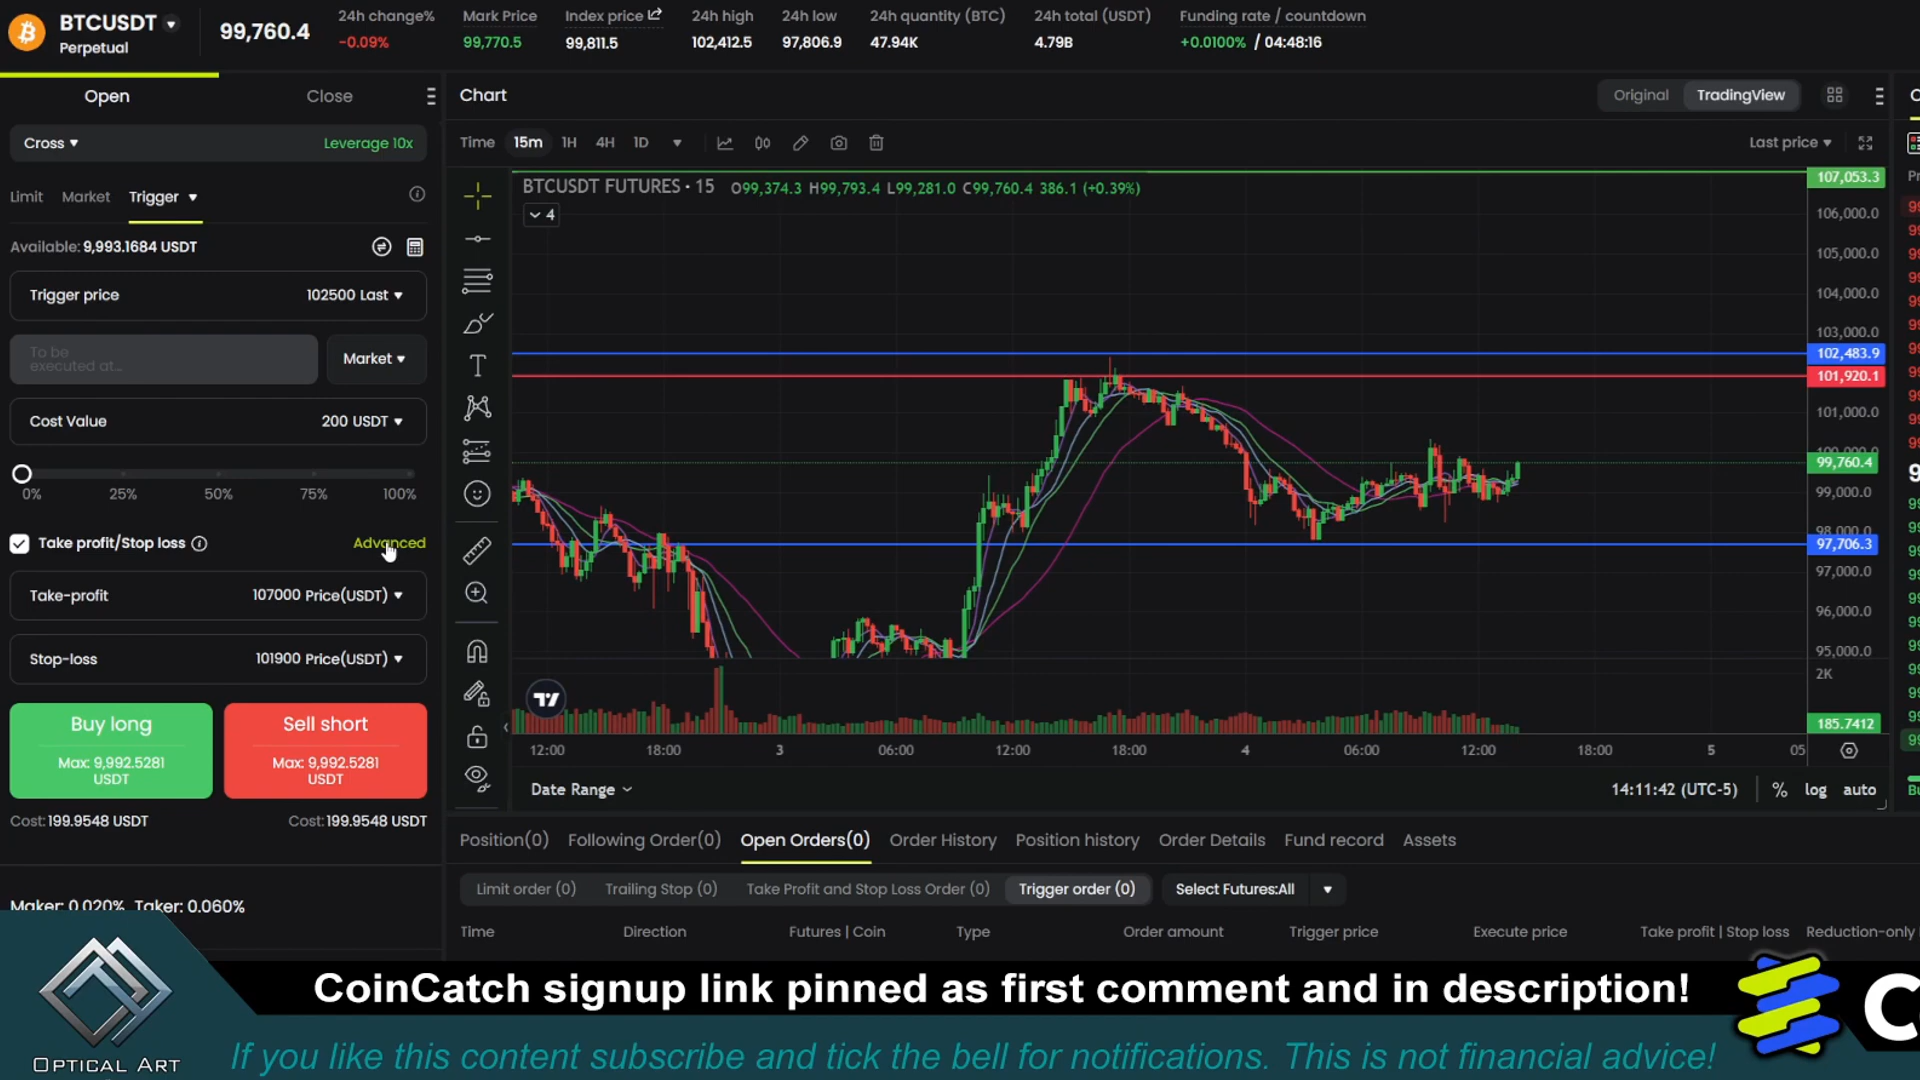 BTCUSDT
Perpetual
99,760.4
24h change%
-0.09%
Mark Price
99,770.5
Index price
99,811.5
24h high
102,412.5
24h low
97,806.9
24h quantity (BTC)
47.94K
24h total (USDT)
4.79B
Funding rate / countdown
+0.0100% / 04:48:16
Open
Close
Cross
Leverage 10x
Limit
Market
Trigger
Available: 9,993.1684 USDT
Trigger price
102500 Last
To be
executed at...
Market
Cost Value
200 USDT
0%
25%
50%
75%
100%
Take profit/Stop loss
Advanced
Take-profit
107000 Price(USDT)
Stop-loss
101900 Price(USDT)
Buy long
Max: 9,992.5281
USDT
Sell short
Max: 9,992.5281
USDT
Cost:199.9548 USDT
Cost:199.9548 USDT
Maker: 0.020% Taker: 0.060%
Chart
Original
TradingView
Time
15m
1H
4H
1D
Last price
BTCUSDT FUTURES · 15 O99,374.3 H99,793.4 L99,281.0 C99,760.4 386.1 (+0.39%)
4
107,053.3
106,000.0
105,000.0
104,000.0
103,000.0
102,483.9
101,920.1
101,000.0
99,760.4
99,000.0
98,000.0
97,706.3
97,000.0
96,000.0
95,000.0
2K
185.7412
12:00
18:00
3
06:00
12:00
18:00
4
06:00
12:00
18:00
5
05
Date Range
14:11:42 (UTC-5)
%
log
auto
Position(0)
Following Order(0)
Open Orders(0)
Order History
Position history
Order Details
Fund record
Assets
Limit order (0)
Trailing Stop (0)
Take Profit and Stop Loss Order (0)
Trigger order (0)
Select Futures:All
Time
Direction
Futures | Coin
Type
Order amount
Trigger price
Execute price
Take profit | Stop loss
Reduction-only
CoinCatch signup link pinned as first comment and in description!
OPTICAL ART
If you like this content subscribe and tick the bell for notifications. This is not financial advice!